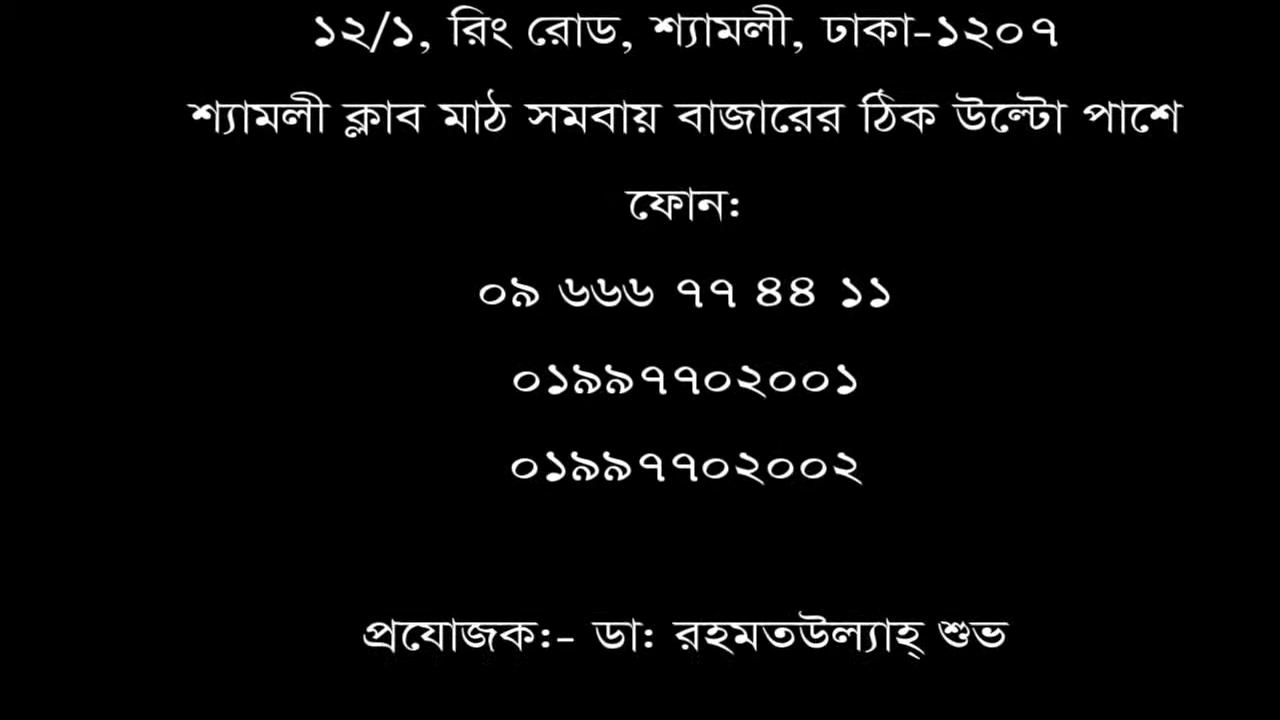 ১২/১, রিং রোড, শ্যামলী, ঢাকা-১২০৭
শ্যামলী ক্লাব মাঠ সমবায় বাজারের ঠিক উল্টো পাশে
ফোন:
০৯ ৬৬৬ ৭৭ ৪৪ ১১
০১৯৯৭৭০২০০১
০১৯৯৭৭০২০০২
প্রযোজক:- ডা: রহমতউল্যাহ্ শুভ